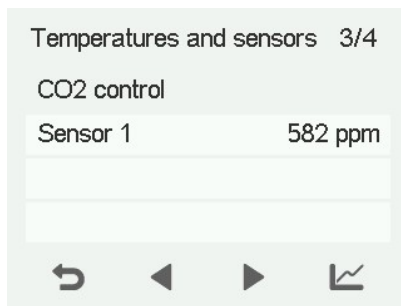 Temperatures and sensors 3/4
CO2 control
Sensor 1 582 ppm